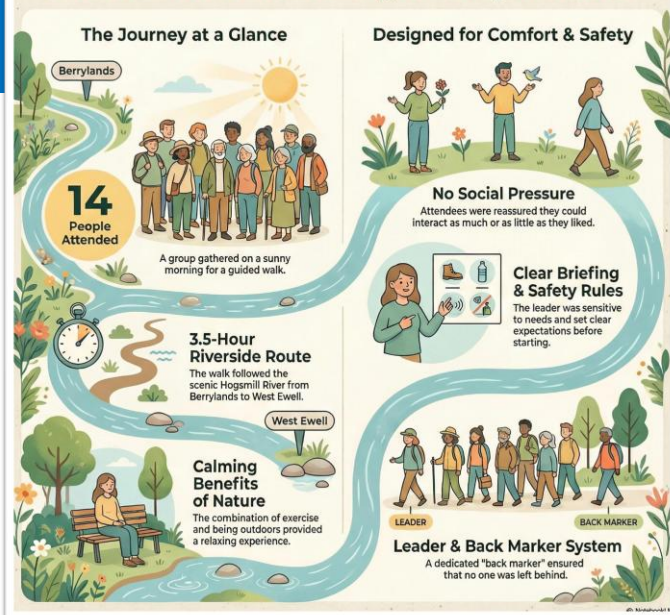 The Journey at a Glance
Berrylands
14
People
Attended
A group gathered on a sunny
morning for a guided walk.
3.5-Hour
Riverside Route
The walk followed the
scenic Hogsmill River from
Berrylands to West Ewell.
West Ewell
Calming
Benefits
of Nature
The combination of exercise
and being outdoors provided
a relaxing experience.
Designed for Comfort & Safety
No Social Pressure
Attendees were reassured they could
interact as much or as little as they liked.
Clear Briefing
& Safety Rules
The leader was sensitive
to needs and set clear
expectations before
starting.
LEADER
BACK MARKER
Leader & Back Marker System
A dedicated "back marker" ensured
that no one was left behind.